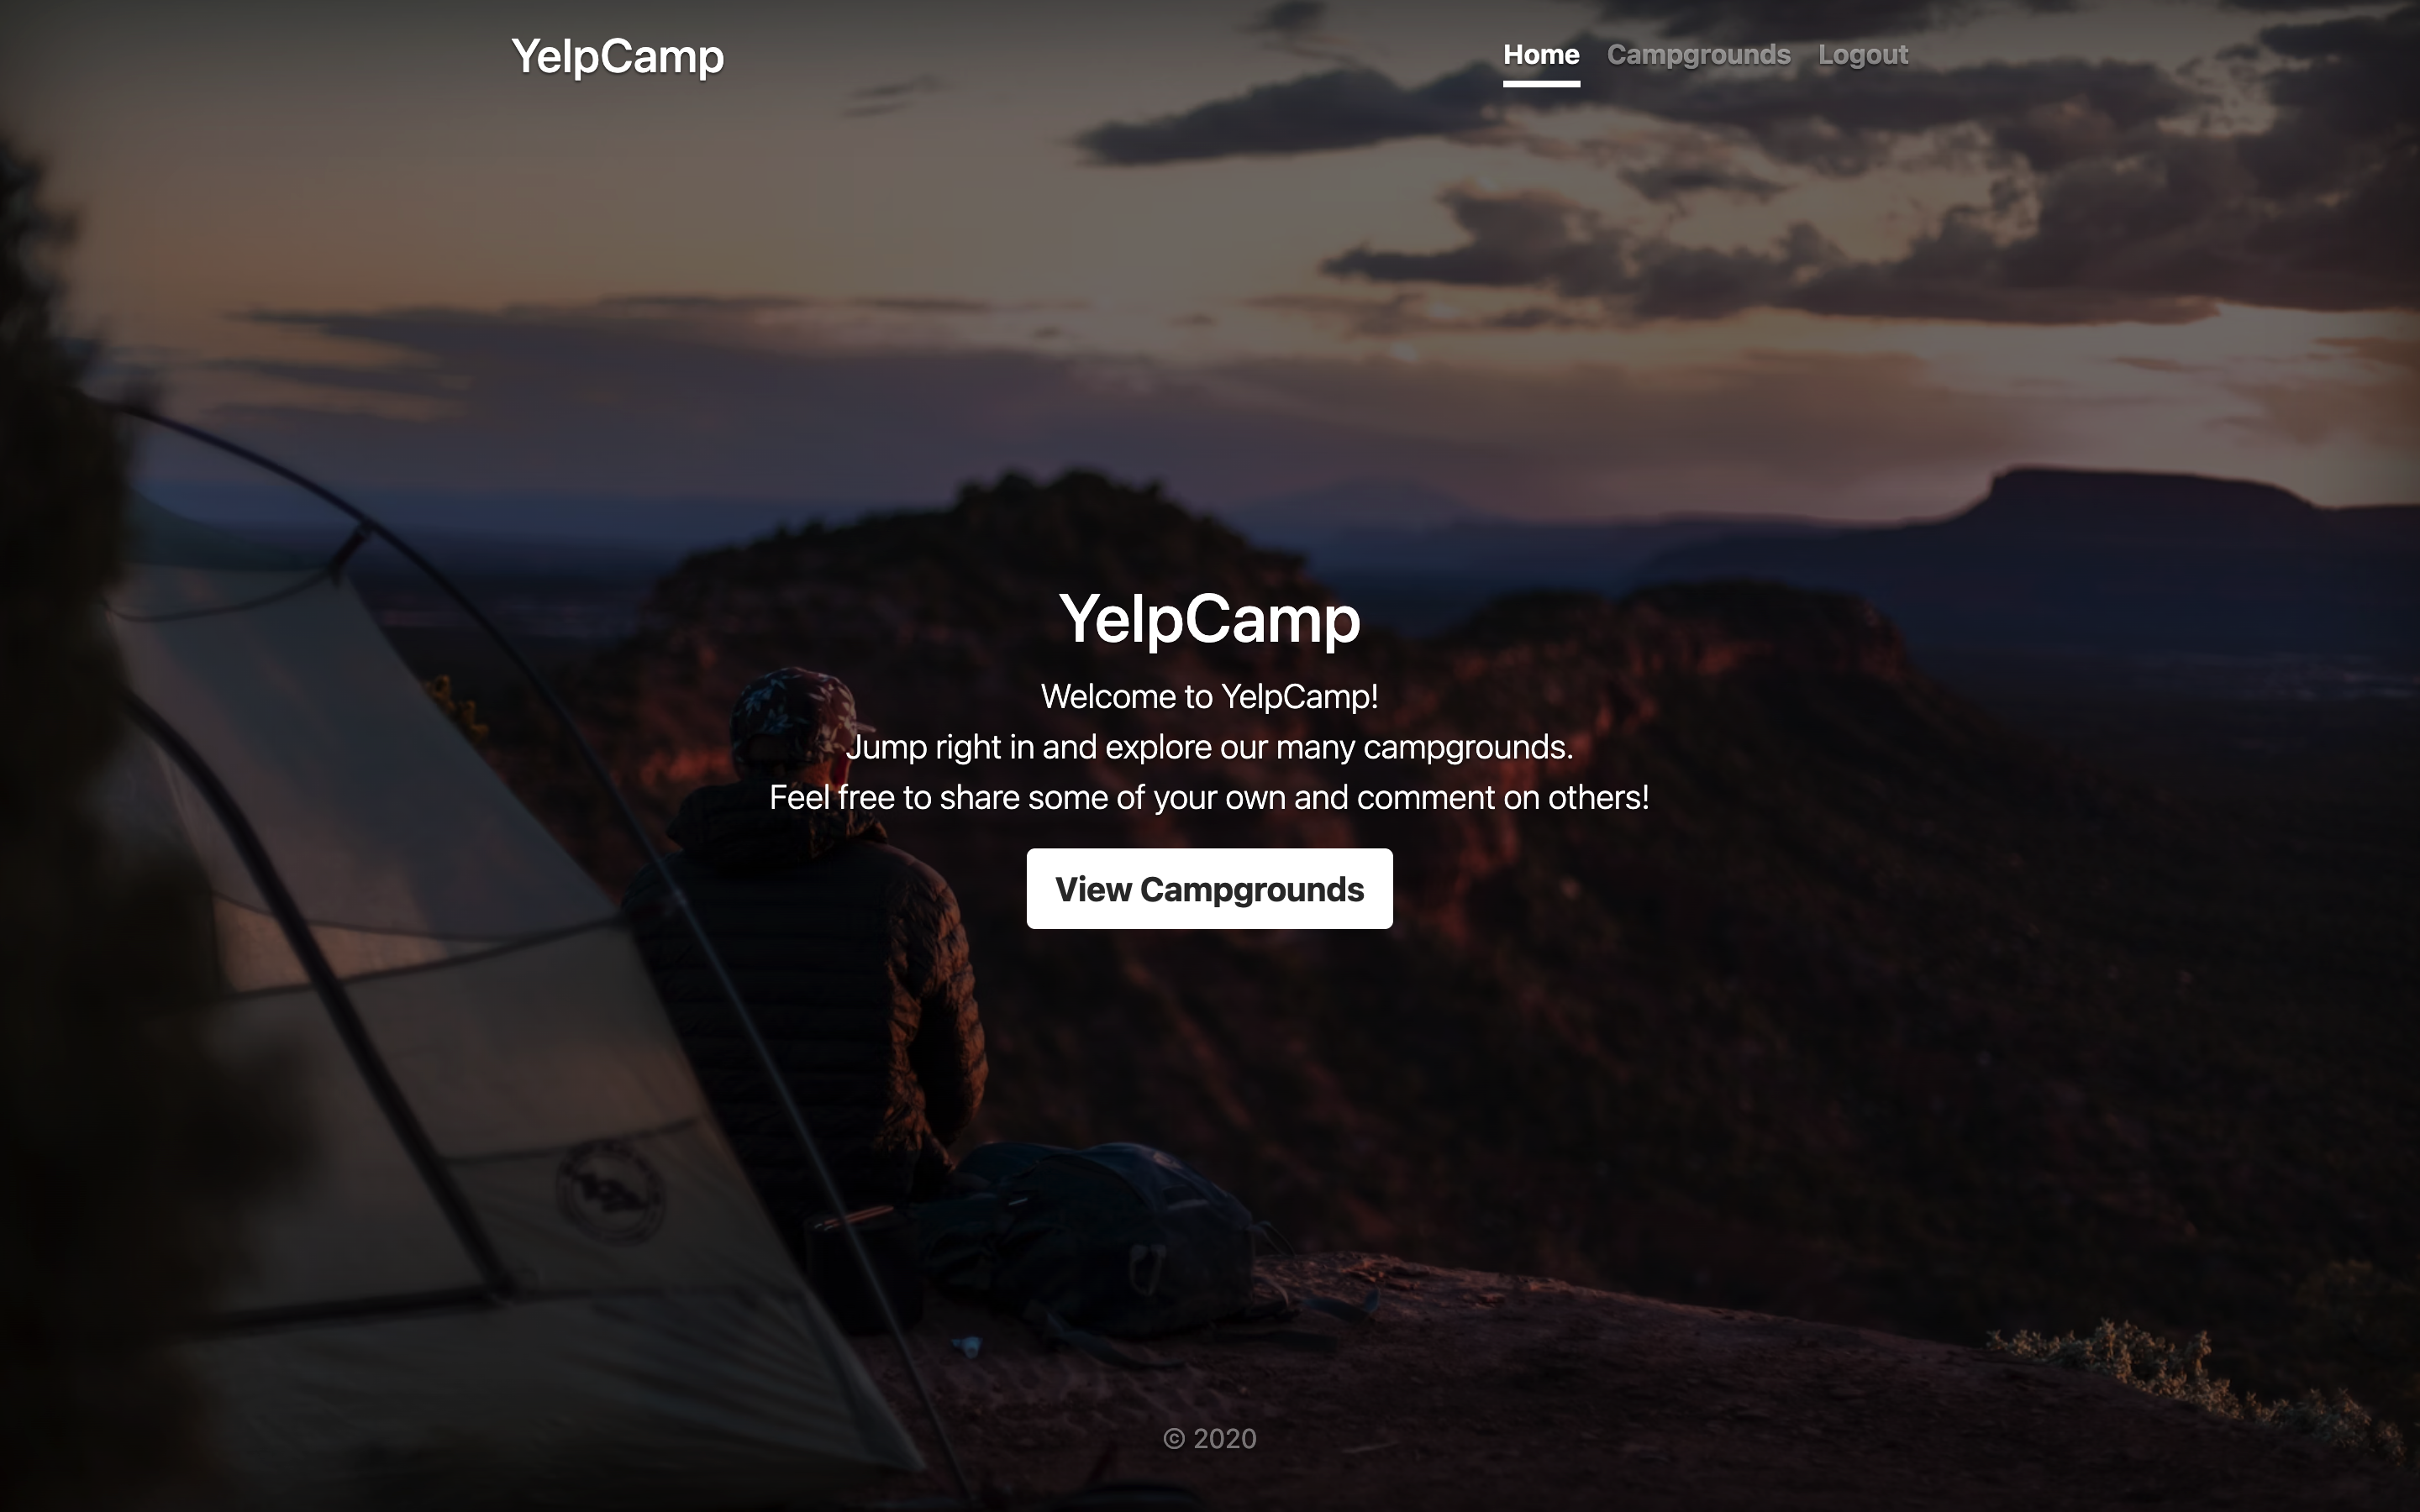 YelpCamp
Home Campgrounds Logout
YelpCamp
Welcome to YelpCamp!
Jump right in and explore our many campgrounds.
Feel free to share some of your own and comment on others!
View Campgrounds
© 2020